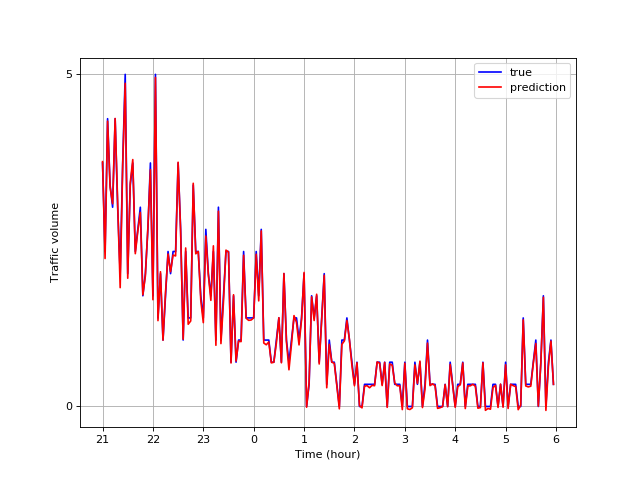 5
true
prediction
Traffic volume
0
21 22 23 0 1 2 3 4 5 6
Time (hour)